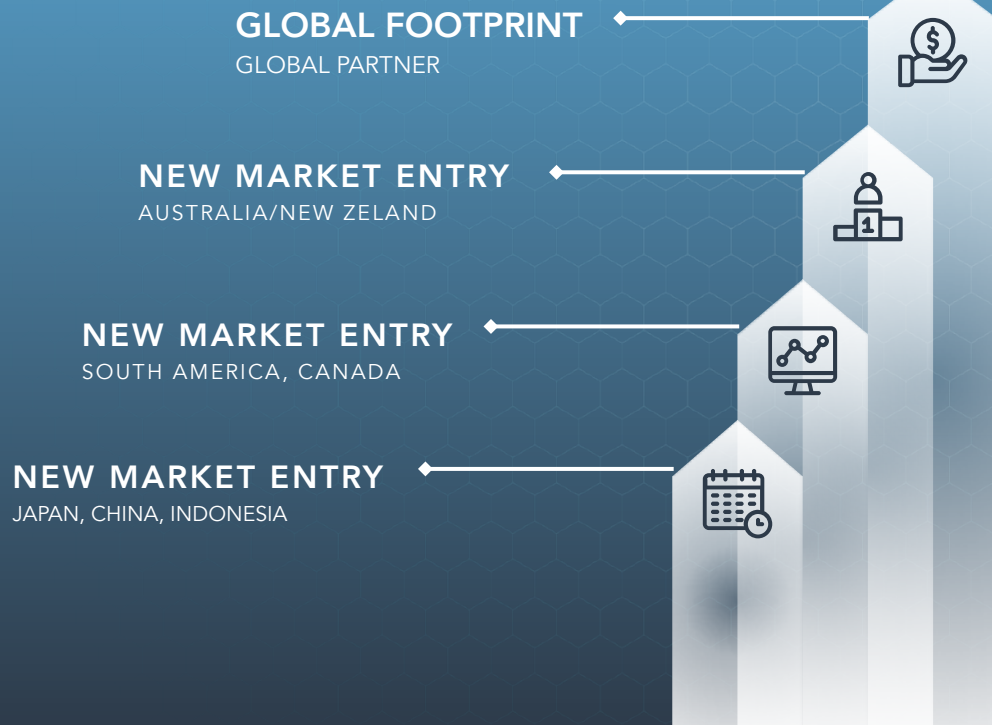 GLOBAL FOOTPRINT
GLOBAL PARTNER
$
NEW MARKET ENTRY
AUSTRALIA/NEW ZELAND
1
NEW MARKET ENTRY
SOUTH AMERICA, CANADA
NEW MARKET ENTRY
JAPAN, CHINA, INDONESIA